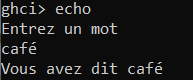 ghci> echo
Entrez un mot
café
Vous avez dit café